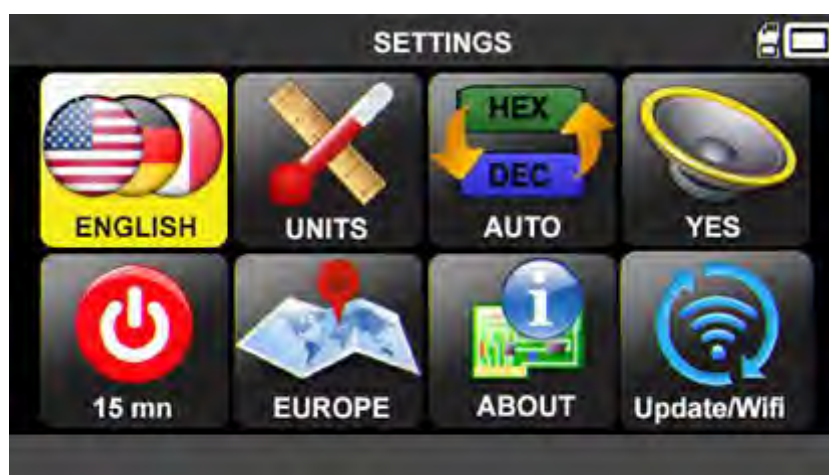 SETTINGS
HEX
DEC
ENGLISH
UNITS
AUTO
YES
15 mn
EUROPE
ABOUT
Update/Wifi